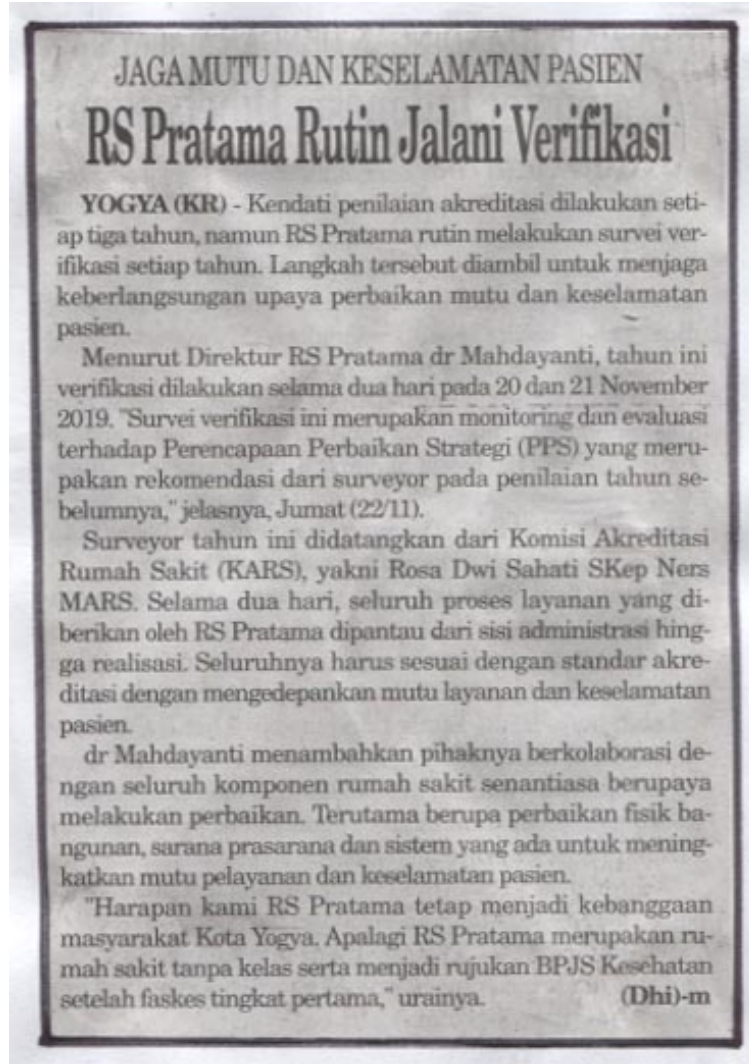 JAGA MUTU DAN KESELAMATAN PASIEN
RS Pratama Rutin Jalani Verifikasi
YOGYA (KR) - Kendati penilaian akreditasi dilakukan seti-
ap tiga tahun, namun RS Pratama rutin melakukan survei ver-
ifikasi setiap tahun. Langkah tersebut diambil untuk menjaga
keberlangsungan upaya perbaikan mutu dan keselamatan
pasien.
Menurut Direktur RS Pratama dr Mahdayanti, tahun ini
verifikasi dilakukan selama dua hari pada 20 dan 21 November
2019. "Survei verifikasi ini merupakan monitoring dan evaluasi
terhadap Perencapaan Perbaikan Strategi (PPS) yang meru-
pakan rekomendasi dari surveyor pada penilaian tahun se-
belumnya," jelasnya, Jumat (22/11).
Surveyor tahun ini didatangkan dari Komisi Akreditasi
Rumah Sakit (KARS), yakni Rosa Dwi Sahati SKep Ners
MARS. Selama dua hari, seluruh proses layanan yang di-
berikan oleh RS Pratama dipantau dari sisi administrasi hing-
ga realisasi. Seluruhnya harus sesuai dengan standar akre-
ditasi dengan mengedepankan mutu layanan dan keselamatan
pasien.
dr Mahdayanti menambahkan pihaknya berkolaborasi de-
ngan seluruh komponen rumah sakit senantiasa berupaya
melakukan perbaikan. Terutama berupa perbaikan fisik ba-
ngunan, sarana prasarana dan sistem yang ada untuk mening-
katkan mutu pelayanan dan keselamatan pasien.
"Harapan kami RS Pratama tetap menjadi kebanggaan
masyarakat Kota Yogya. Apalagi RS Pratama merupakan ru-
mah sakit tanpa kelas serta menjadi rujukan BPJS Kesehatan
setelah faskes tingkat pertama," urainya. (Dhi)-m